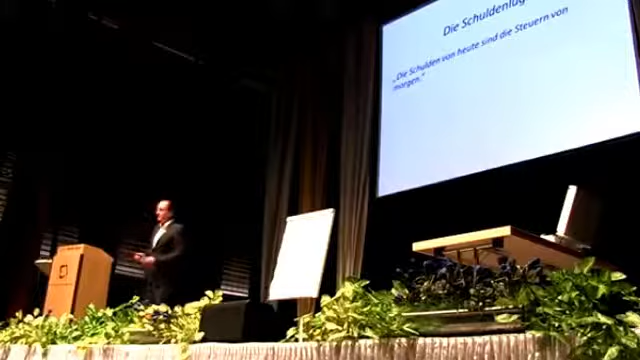 Die Schuldenlüg
„Die Schulden von heute sind die Steuern von
morgen."